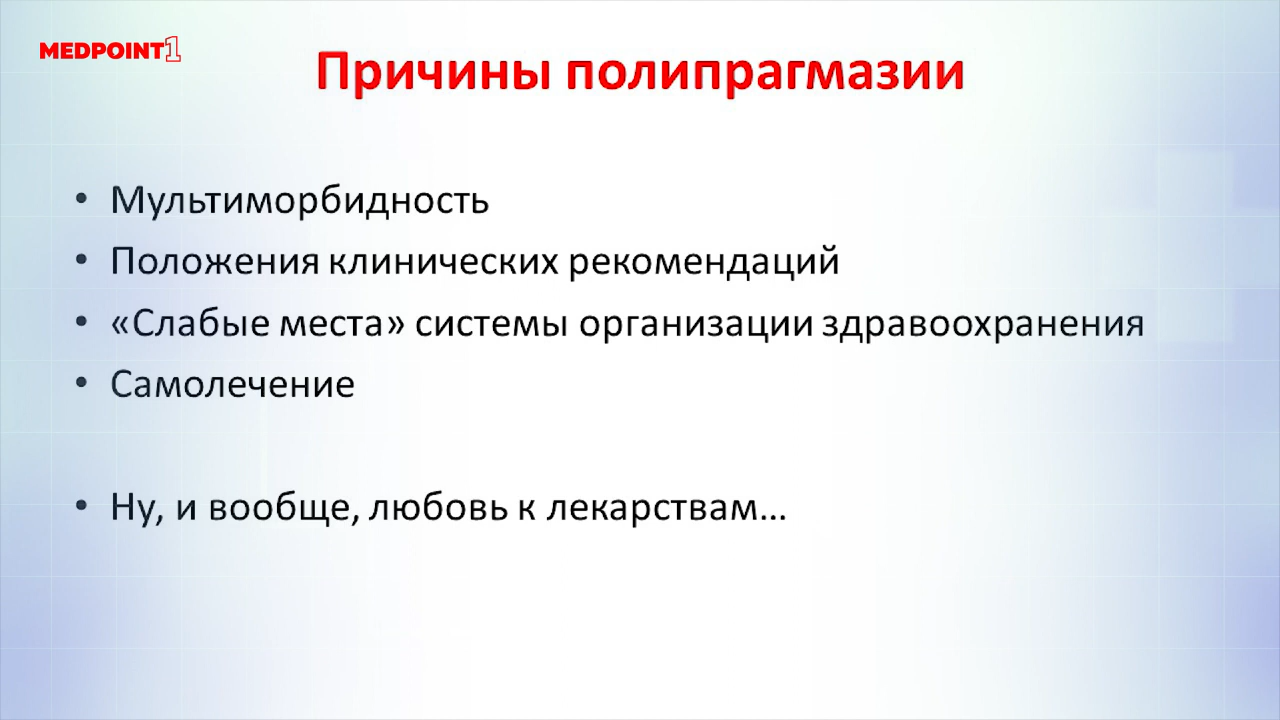 MEDPOINT1
Причины полипрагмазии
• Мультиморбидность
• Положения клинических рекомендаций
• «Слабые места» системы организации здравоохранения
• Самолечение
• Ну, и вообще, любовь к лекарствам...